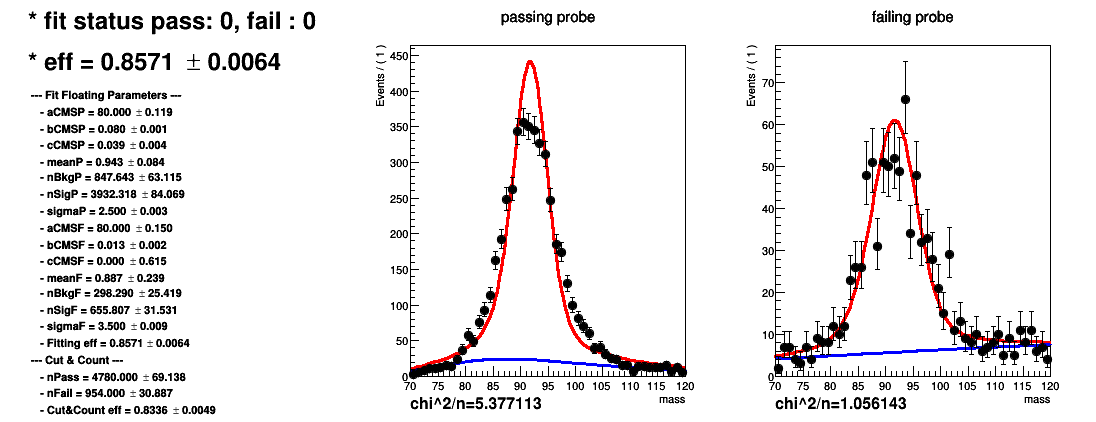 * fit status pass: 0, fail : 0
* eff = 0.8571 ± 0.0064
--- Fit Floating Parameters ---
- aCMSP = 80.000 ± 0.119
- bCMSP = 0.080 ± 0.001
- cCMSP = 0.039 ± 0.004
- meanP = 0.943 ± 0.084
- nBkgP = 847.643 ± 63.115
- nSigP = 3932.318 ± 84.069
- sigmaP = 2.500 ± 0.003
- aCMSF = 80.000 ± 0.150
- bCMSF = 0.013 ± 0.002
- cCMSF = 0.000 ± 0.615
- meanF = 0.887 ± 0.239
- nBkgF = 298.290 ± 25.419
- nSigF = 655.807 ± 31.531
- sigmaF = 3.500 ± 0.009
- Fitting eff = 0.8571 ± 0.0064
--- Cut & Count ---
- nPass = 4780.000 ± 69.138
- nFail = 954.000 ± 30.887
- Cut&Count eff = 0.8336 ± 0.0049
passing probe
Events / ( 1 )
450
400
350
300
250
200
150
100
50
0
70 75 80 85 90 95 100 105 110 115 120
mass
chi^2/n=5.377113
failing probe
Events / ( 1 )
70
60
50
40
30
20
10
0
70 75 80 85 90 95 100 105 110 115 120
mass
chi^2/n=1.056143